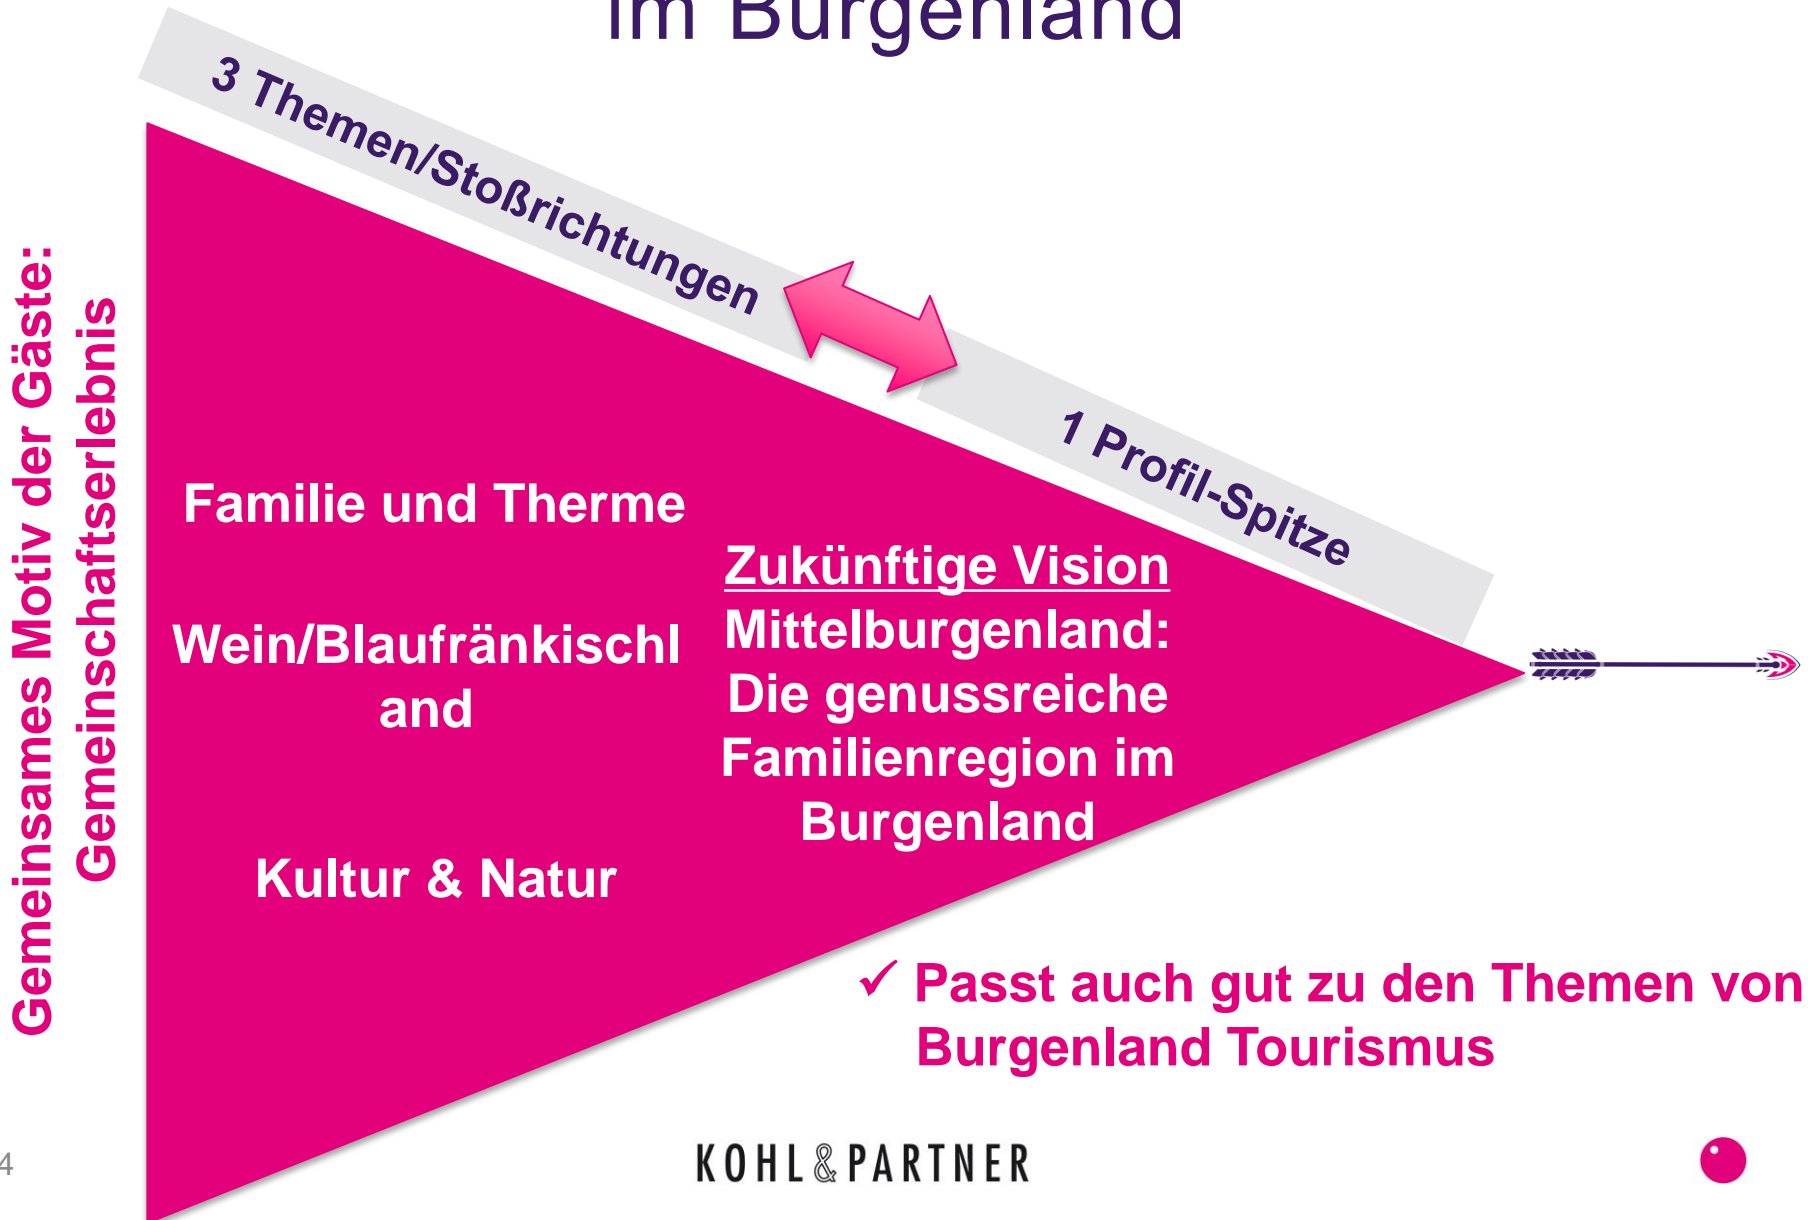 im Burgenland
3 Themen/Stoßrichtungen
1 Profil-Spitze
Gemeinsames Motiv der Gäste:
Gemeinschaftserlebnis
Familie und Therme
Wein/Blaufränkischl
and
Kultur & Natur
Zukünftige Vision
Mittelburgenland:
Die genussreiche
Familienregion im
Burgenland
✓ Passt auch gut zu den Themen von
Burgenland Tourismus
4
KOHL & PARTNER